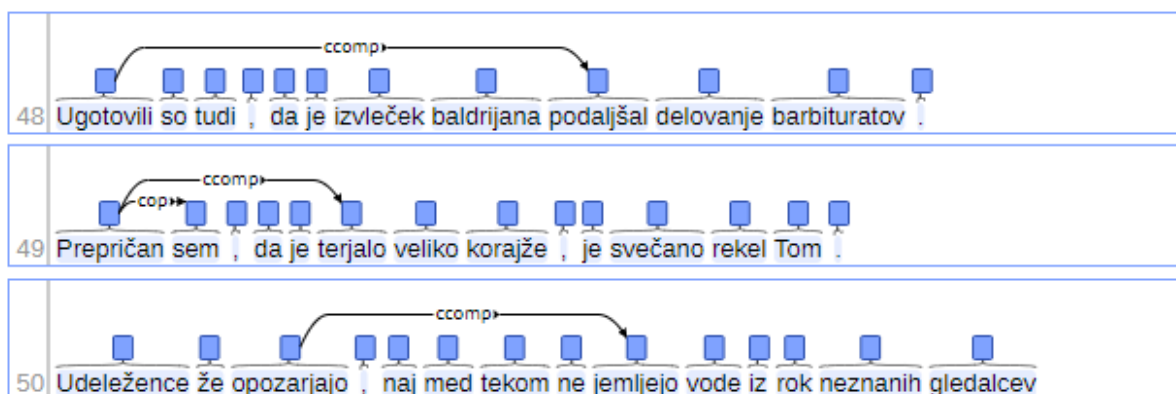 ccomp
48 Ugotovili so tudi , da je izvleček baldrijana podaljšal delovanje barbituratov .
ccomp
cop
49 Prepričan sem , da je terjalo veliko korajže , je svečano rekel Tom .
ccomp
50 Udeležence že opozarjajo , naj med tekom ne jemljejo vode iz rok neznanih gledalcev